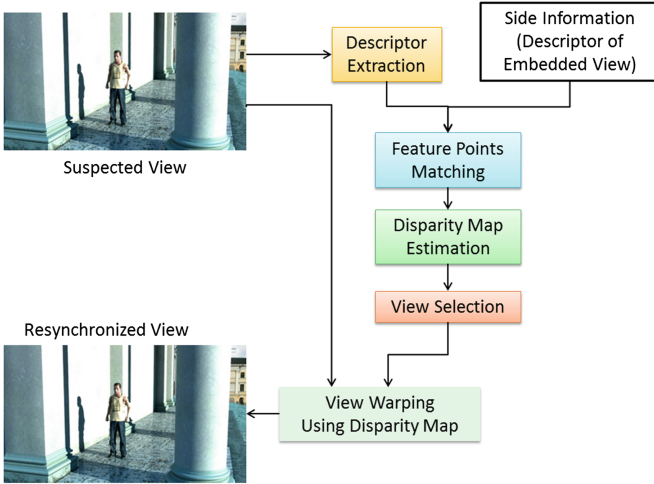 Descriptor
Extraction
Side Information
(Descriptor of
Embedded View)
Suspected View
Feature Points
Matching
Disparity Map
Estimation
View Selection
Resynchronized View
View Warping
Using Disparity Map